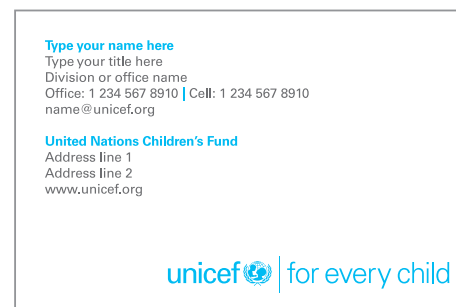 Type your name here
Type your title here
Division or office name
Office: 1 234 567 8910 | Cell: 1 234 567 8910
name@unicef.org
United Nations Children's Fund
Address line 1
Address line 2
www.unicef.org
unicef | for every child